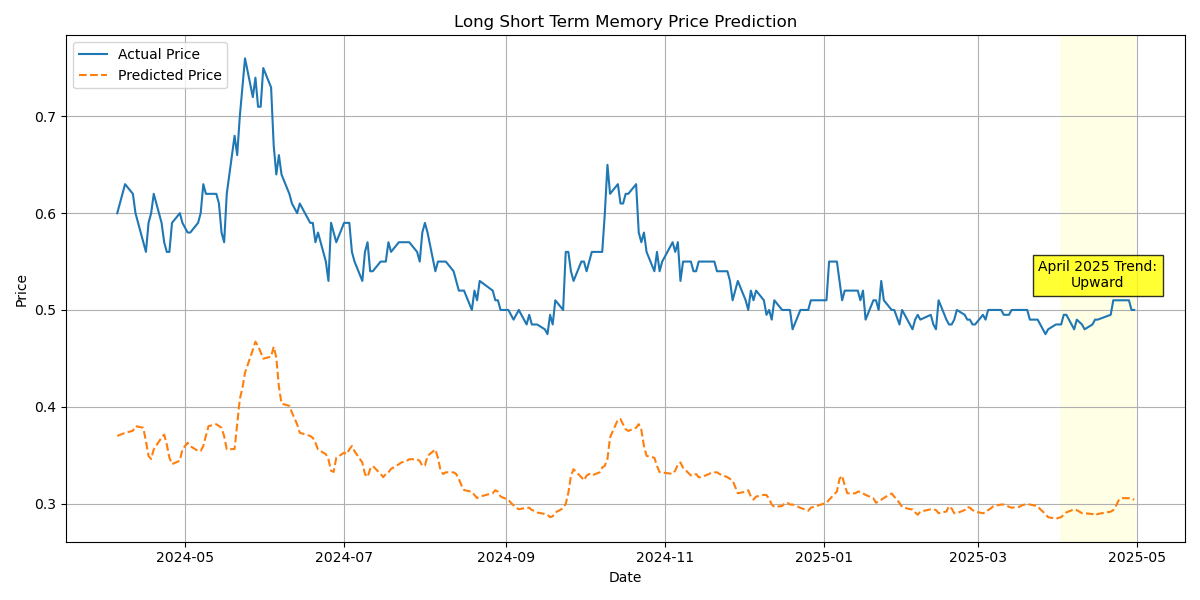 Long Short Term Memory Price Prediction
Actual Price
Predicted Price
Price
0.7
0.6
0.5
0.4
0.3
April 2025 Trend:
Upward
2024-05
2024-07
2024-09
2024-11
2025-01
2025-03
2025-05
Date